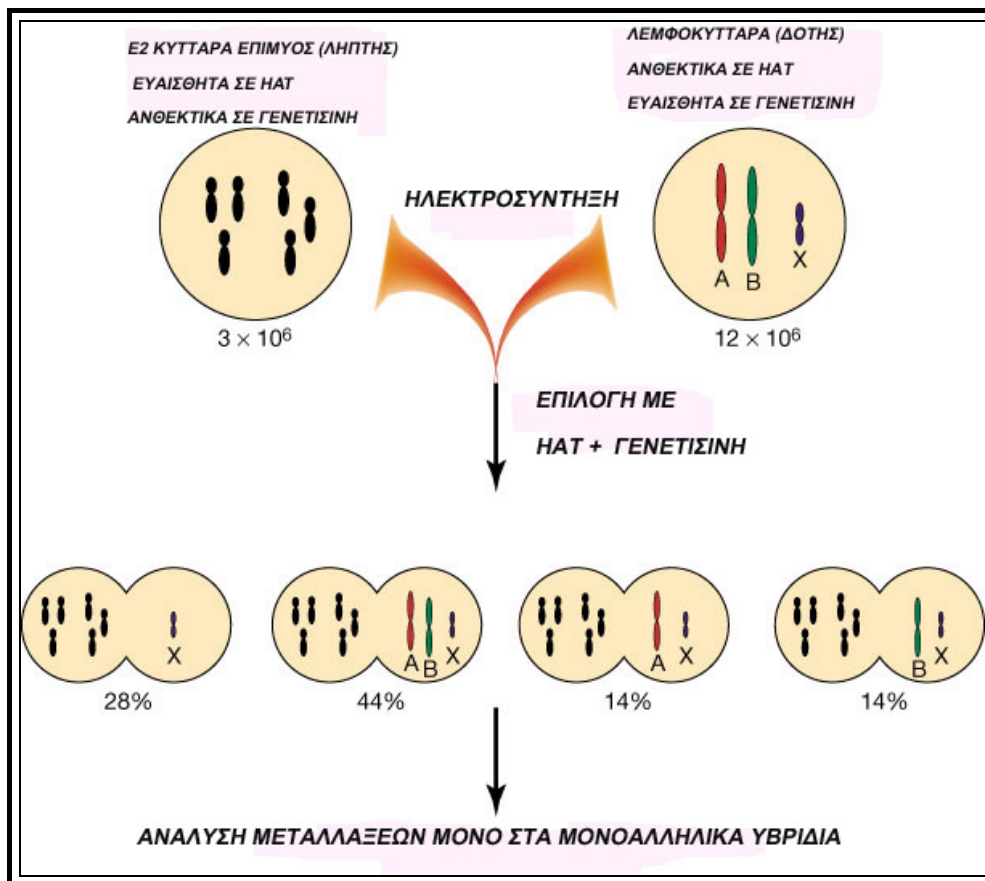 Ε2 ΚΥΤΤΑΡΑ ΕΠΙΜΥΟΣ (ΛΗΠΤΗΣ)
ΕΥΑΙΣΘΗΤΑ ΣΕ ΗΑΤ
ΑΝΘΕΚΤΙΚΑ ΣΕ ΓΕΝΕΤΙΣΙΝΗ
ΛΕΜΦΟΚΥΤΤΑΡΑ (ΔΟΤΗΣ)
ΑΝΘΕΚΤΙΚΑ ΣΕ ΗΑΤ
ΕΥΑΙΣΘΗΤΑ ΣΕ ΓΕΝΕΤΙΣΙΝΗ
ΗΛΕΚΤΡΟΣΥΝΤΗΞΗ
A B X
3 × 10⁶
12 × 10⁶
ΕΠΙΛΟΓΗ ΜΕ
ΗΑΤ + ΓΕΝΕΤΙΣΙΝΗ
X
A B X
A X
B X
28%
44%
14%
14%
ΑΝΑΛΥΣΗ ΜΕΤΑΛΛΑΞΕΩΝ ΜΟΝΟ ΣΤΑ ΜΟΝΟΑΛΛΗΛΙΚΑ ΥΒΡΙΔΙΑ